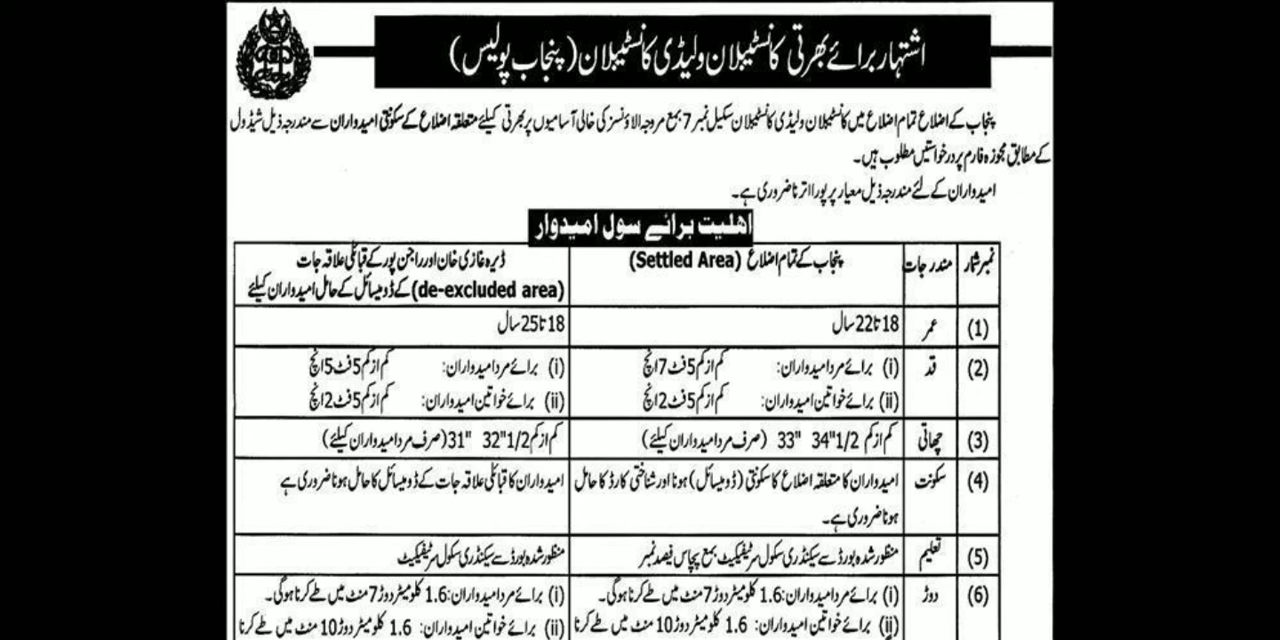 اشتہار برائے بھرتی کانسٹیبلان ولیڈی کانسٹیبلان (پنجاب پولیس)
پنجاب کے اضلاع تمام اضلاع میں کانسٹیبلان ولیڈی کانسٹیبلان سکیل نمبر 7 بمع مروجہ الاؤنسز کی خالی آسامیوں پر بھرتی کیلئے متعلقہ اضلاع کے سکونتی امیدواران سے مندرجہ ذیل شیڈول
کے مطابق مجوزہ فارم پر درخواستیں مطلوب ہیں۔
امیدواران کے لئے مندرجہ ذیل معیار پر پورا اترنا ضروری ہے۔
اہلیت برائے سول امیدوار
نمبر شمار مندرجات پنجاب کے تمام اضلاع (Settled Area) ڈیرہ غازی خان اور راجن پور کے قبائلی علاقہ جات
(de-excluded area) کے ڈومیسائل کے حامل امیدواران کیلئے
(1) عمر 18 تا 22 سال 18 تا 25 سال
(2) قد (i) برائے مرد امیدواران: کم از کم 5 فٹ 7 انچ (i) برائے مرد امیدواران: کم از کم 5 فٹ 5 انچ
(ii) برائے خواتین امیدواران: کم از کم 5 فٹ 2 انچ (ii) برائے خواتین امیدواران: کم از کم 5 فٹ 2 انچ
(3) چھاتی کم از کم 34 1/2" 33" (صرف مرد امیدواران کیلئے) کم از کم 32 1/2" 31" (صرف مرد امیدواران کیلئے)
(4) سکونت امیدواران کا متعلقہ اضلاع کا سکونتی (ڈومیسائل) ہونا اور شناختی کارڈ کا حامل امیدواران کا قبائلی علاقہ جات کے ڈومیسائل کا حامل ہونا ضروری ہے
ہونا ضروری ہے۔
(5) تعلیم منظور شدہ بورڈ سے سیکنڈری سکول سرٹیفکیٹ بمع پچاس فیصد نمبر منظور شدہ بورڈ سے سیکنڈری سکول سرٹیفکیٹ
(6) دوڑ (i) برائے مرد امیدواران: 1.6 کلومیٹر دوڑ 7 منٹ میں طے کرنا ہوگی۔ (i) برائے مرد امیدواران: 1.6 کلومیٹر دوڑ 7 منٹ میں طے کرنا ہوگی۔
(ii) برائے خواتین امیدواران: 1.6 کلومیٹر دوڑ 10 منٹ میں طے کرنا (ii) برائے خواتین امیدواران: 1.6 کلومیٹر دوڑ 10 منٹ میں طے کرنا